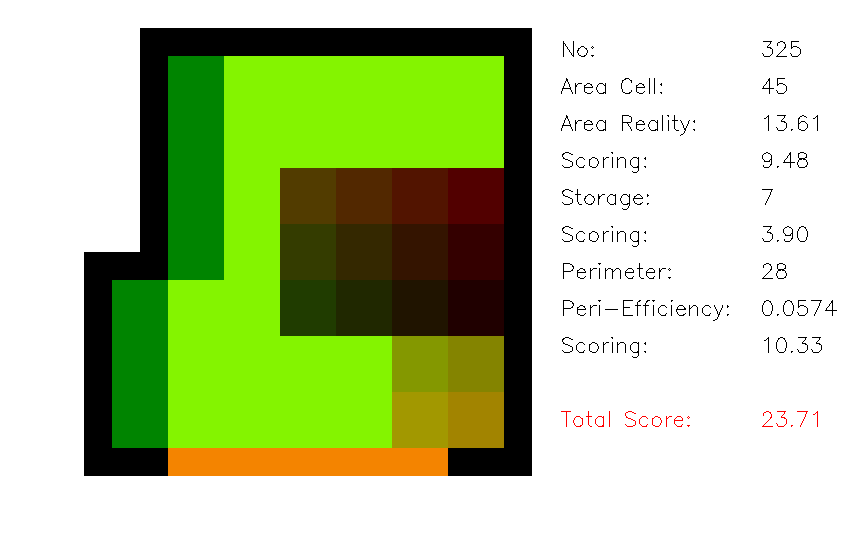 No: 325
Area Cell: 45
Area Reality: 13.61
Scoring: 9.48
Storage: 7
Scoring: 3.90
Perimeter: 28
Peri-Efficiency: 0.0574
Scoring: 10.33
Total Score: 23.71